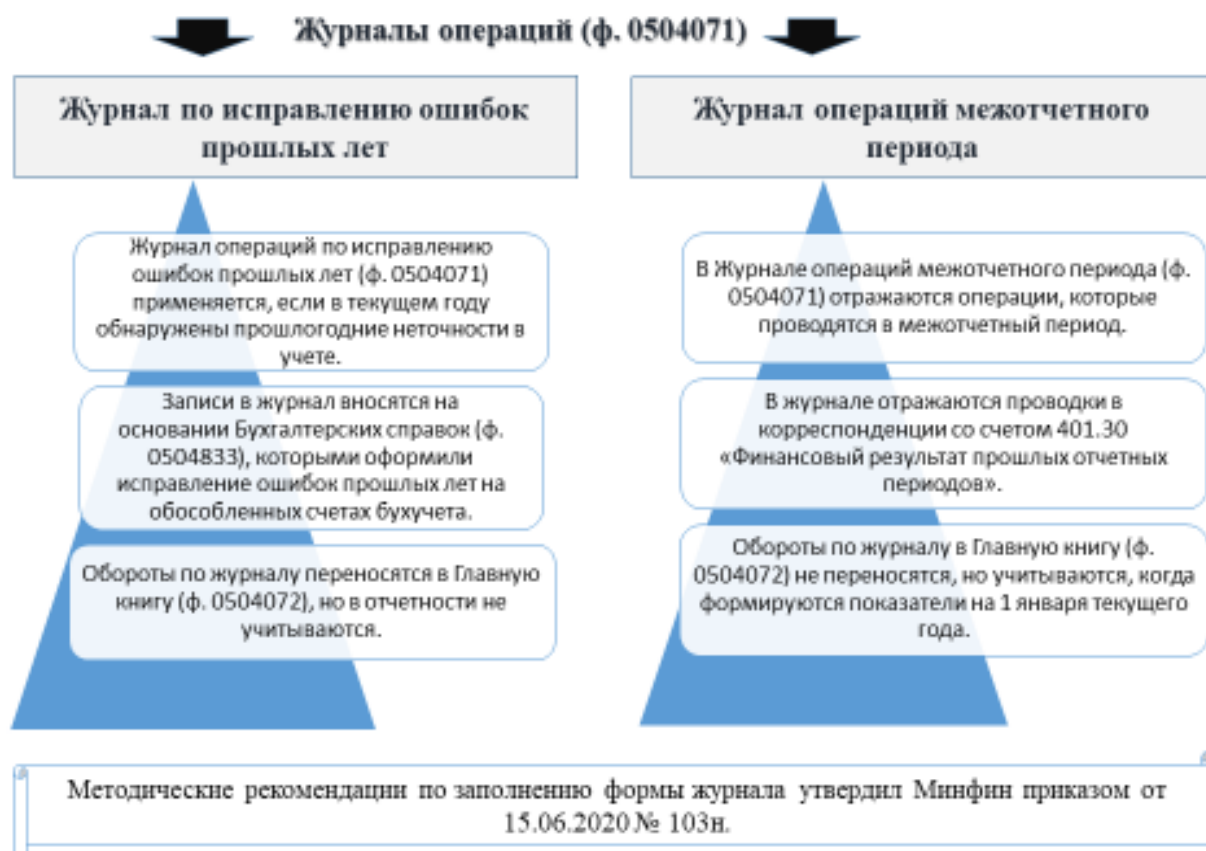 Журналы операций (ф. 0504071)
Журнал по исправлению ошибок
прошлых лет
Журнал операций по исправлению
ошибок прошлых лет (ф. 0504071)
применяется, если в текущем году
обнаружены прошлогодние неточности в
учете.
Записи в журнал вносятся на
основании Бухгалтерских справок (ф.
0504833), которыми оформили
исправление ошибок прошлых лет на
обособленных счетах бухучета.
Обороты по журналу переносятся в Главную
книгу (ф. 0504072), но в отчетности не
учитываются.
Журнал операций межотчетного
периода
В Журнале операций межотчетного периода (ф.
0504071) отражаются операции, которые
проводятся в межотчетный период.
В журнале отражаются проводки в
корреспонденции со счетом 401.30
«Финансовый результат прошлых отчетных
периодов».
Обороты по журналу в Главную книгу (ф.
0504072) не переносятся, но учитываются, когда
формируются показатели на 1 января текущего
года.
Методические рекомендации по заполнению формы журнала утвердил Минфин приказом от
15.06.2020 № 103н.